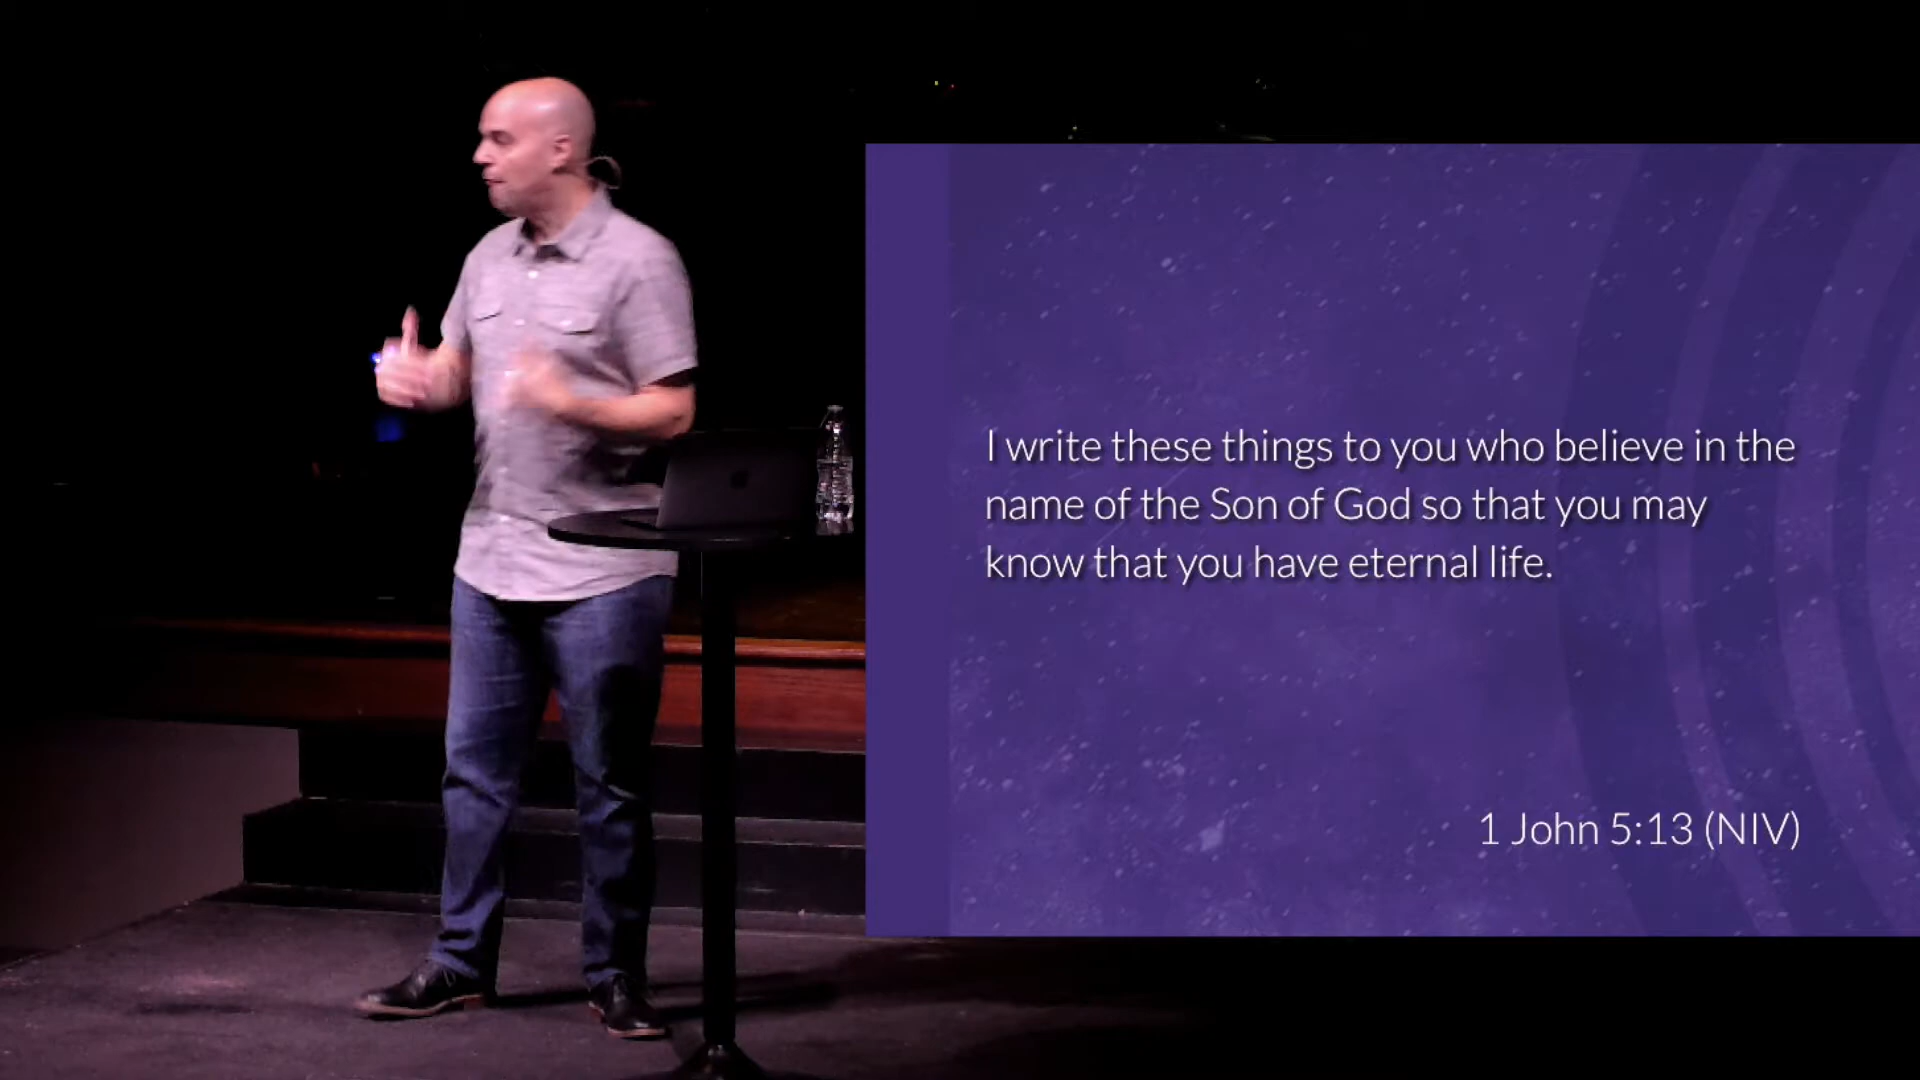 I write these things to you who believe in the
name of the Son of God so that you may
know that you have eternal life.
1 John 5:13 (NIV)